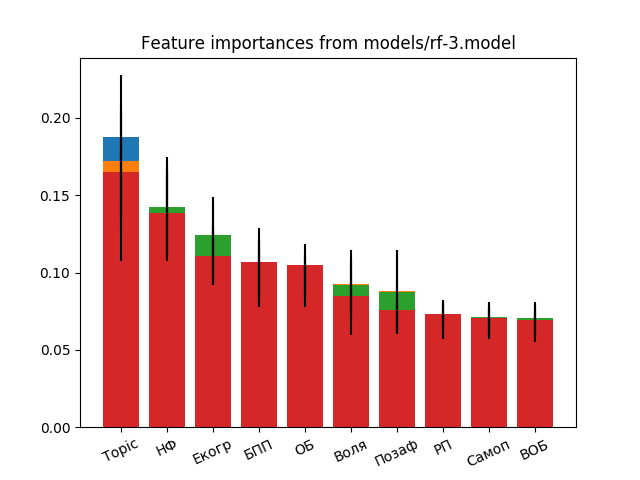 Feature importances from models/rf-3.model
0.20
0.15
0.10
0.05
0.00
Topic НФ Екогр БПП ОБ Воля Позаф РП Самоп ВОБ